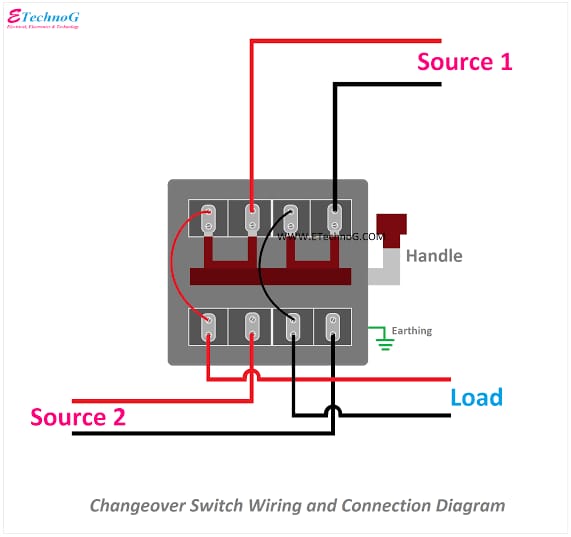 ETechnoG
Electrical, Electronics & Technology
Source 1
WWW.ETechnoG.COM
Handle
Earthing
Load
Source 2
Changeover Switch Wiring and Connection Diagram